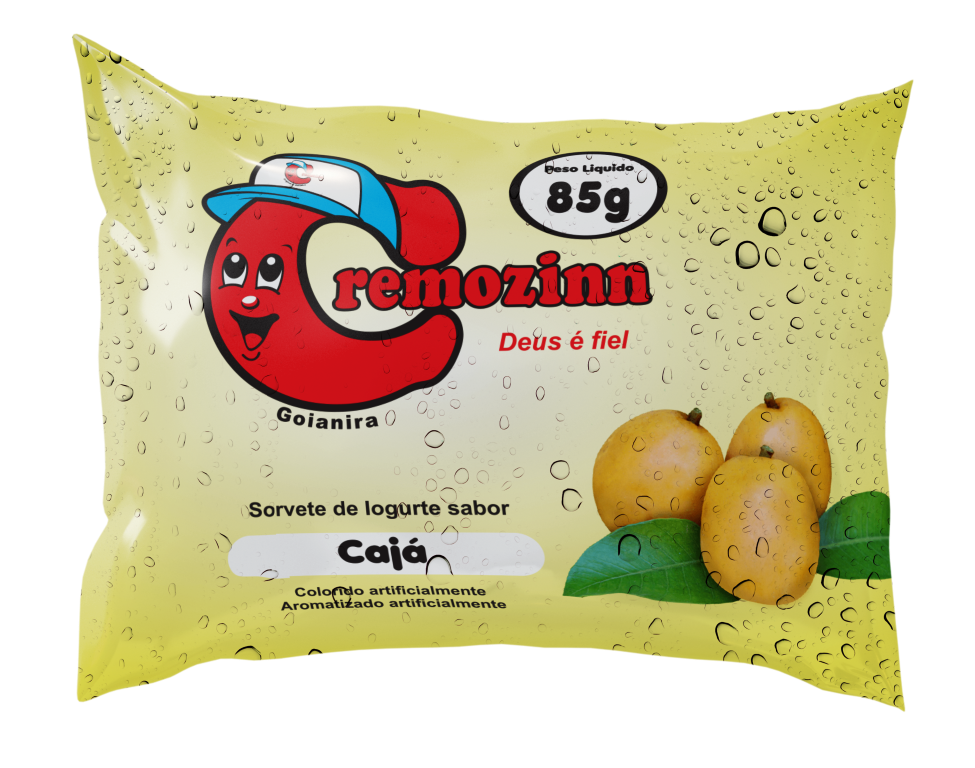 Peso Liquido
85g
Cremozinn
Deus é fiel
Goianira
Sorvete de Iogurte sabor
Cajá
Colorido artificialmente
Aromatizado artificialmente